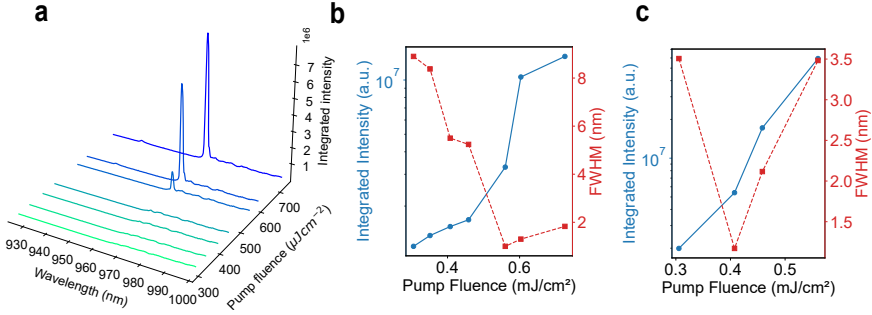 a
1e6
7
6
5
4
3
2
1
Integrated intensity
930
940
950
960
970
980
990
1000
Wavelength (nm)
300
400
500
600
700
Pump fluence (μJcm⁻²)
b
10⁷
Integrated Intensity (a.u.)
0.4
0.6
Pump Fluence (mJ/cm²)
8
6
4
2
FWHM (nm)
c
10⁷
Integrated Intensity (a.u.)
0.3
0.4
0.5
Pump Fluence (mJ/cm²)
3.5
3.0
2.5
2.0
1.5
FWHM (nm)